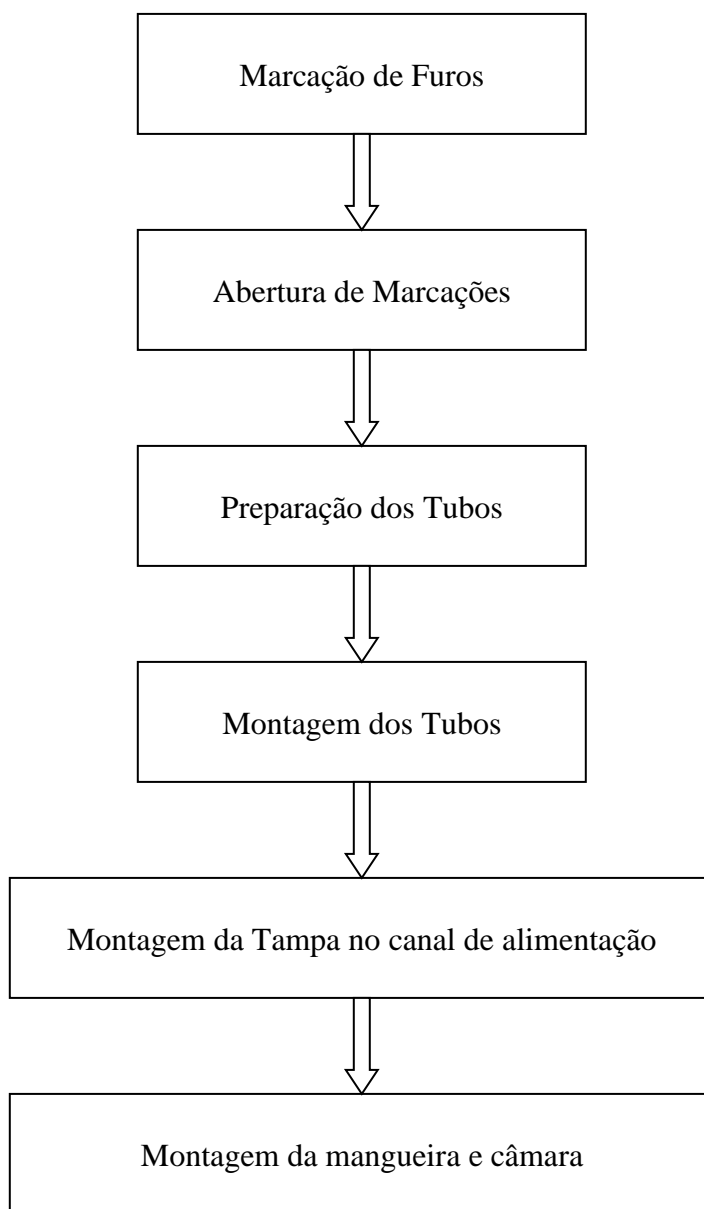 Marcação de Furos
Abertura de Marcações
Preparação dos Tubos
Montagem dos Tubos
Montagem da Tampa no canal de alimentação
Montagem da mangueira e câmara